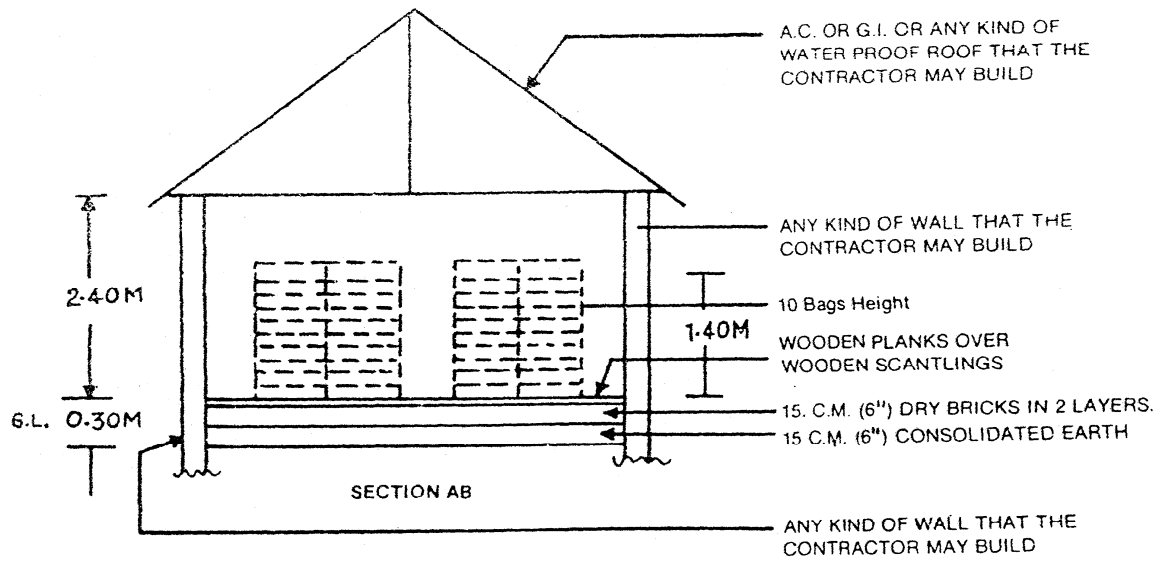 A.C. OR G.I. OR ANY KIND OF
WATER PROOF ROOF THAT THE
CONTRACTOR MAY BUILD
ANY KIND OF WALL THAT THE
CONTRACTOR MAY BUILD
2.40M
10 Bags Height
1.40M
WOODEN PLANKS OVER
WOODEN SCANTLINGS
G.L. 0.30M
15. C.M. (6") DRY BRICKS IN 2 LAYERS.
15 C.M. (6") CONSOLIDATED EARTH
SECTION AB
ANY KIND OF WALL THAT THE
CONTRACTOR MAY BUILD